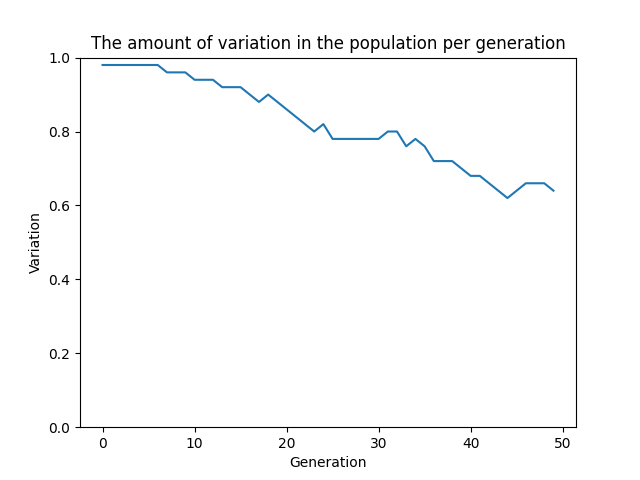 The amount of variation in the population per generation
1.0
0.8
0.6
0.4
0.2
0.0
Variation
0 10 20 30 40 50
Generation